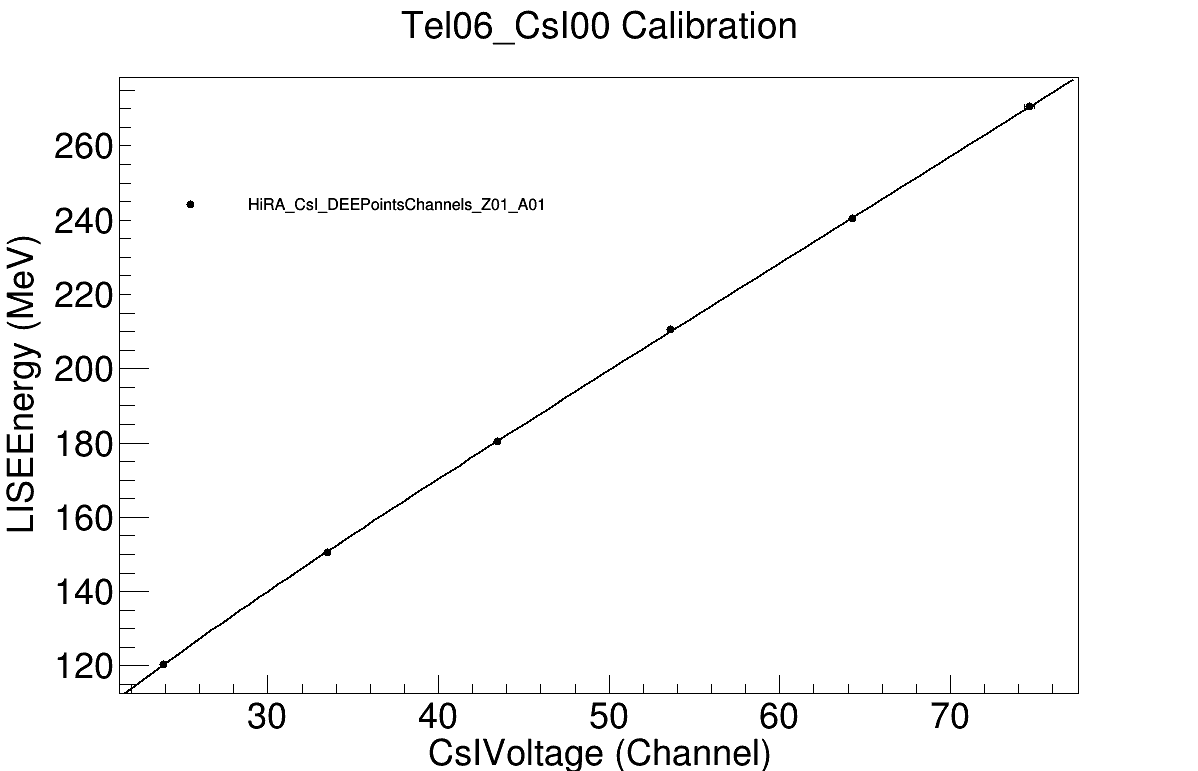 Tel06_CsI00 Calibration
260
HiRA_CsI_DEEPointsChannels_Z01_A01
240
220
200
180
160
140
120
LISEEnergy (MeV)
30 40 50 60 70
CsIVoltage (Channel)